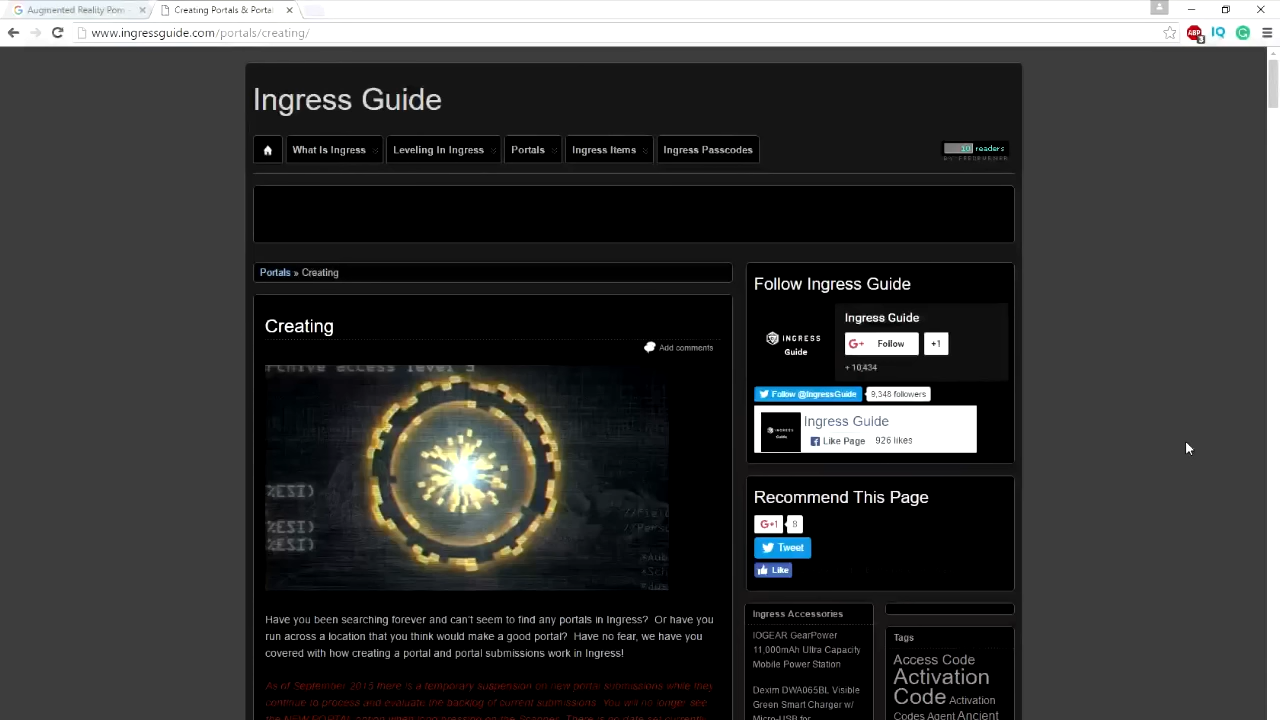 Augmented Reality Pom
Creating Portals & Portal
www.ingressguide.com/portals/creating/
Ingress Guide
What Is Ingress
Leveling In Ingress
Portals
Ingress Items
Ingress Passcodes
readers
Portals » Creating
Creating
Add comments
%ESI)
%ESI)
%ESI)
Have you been searching forever and can't seem to find any portals in Ingress? Or have you
run across a location that you think would make a good portal? Have no fear, we have you
covered with how creating a portal and portal submissions work in Ingress!
As of September 2015 there is a temporary suspension on new portal submissions while they
continue to process and evaluate the backlog of current submissions. You will no longer see
Follow Ingress Guide
INGRESS
Guide
Ingress Guide
G+ Follow
+1
+ 10,434
Follow @IngressGuide
9,348 followers
Ingress Guide
Like Page
926 likes
Recommend This Page
G+1
8
Tweet
Like
Ingress Accessories
IOGEAR GearPower
11,000mAh Ultra Capacity
Mobile Power Station
Dexim DWA065BL Visible
Green Smart Charger w/
Micro-USB for
Tags
Access Code
Activation
Code Activation
Codes Agent Ancient